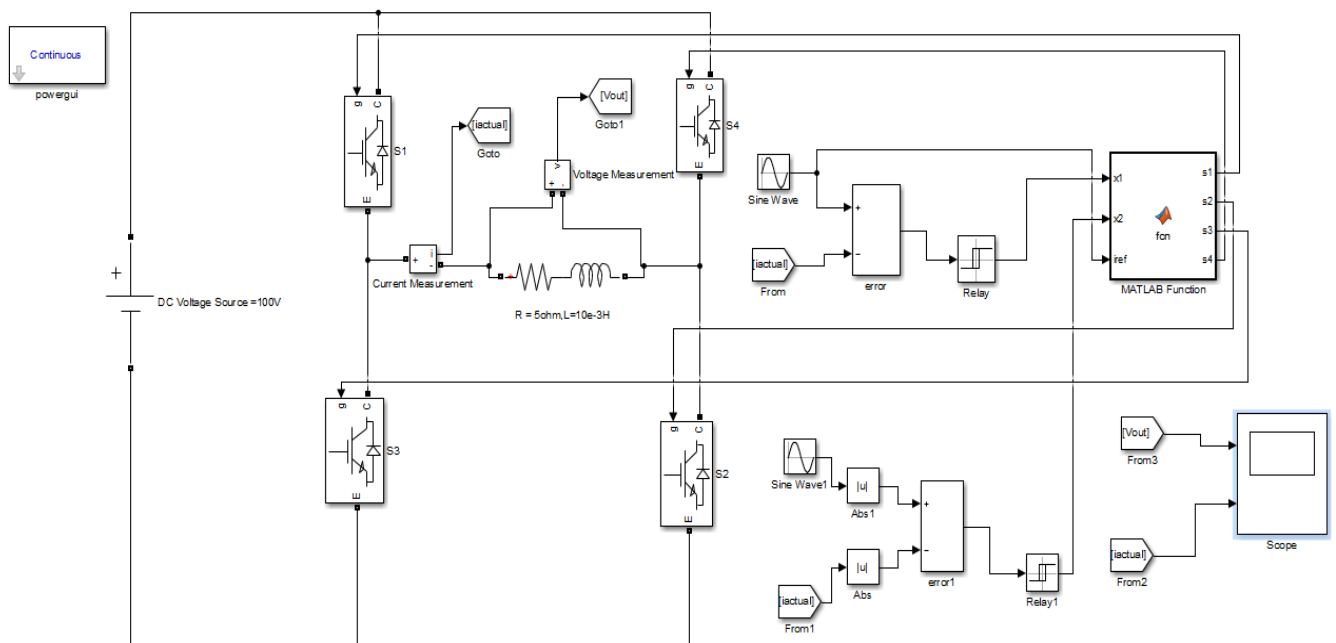 Continuous
powergui
g
C
E
S1
[iactual]
Goto
[Vout]
Goto1
g
C
E
S4
v
+
-
Voltage Measurement
+
i
-
Current Measurement
R = 5ohm,L=10e-3H
+
DC Voltage Source =100V
Sine Wave
+
-
error
[iactual]
From
Relay
x1
x2
iref
fcn
s1
s2
s3
s4
MATLAB Function
g
C
E
S3
g
C
E
S2
Sine Wave1
|u|
Abs1
+
-
error1
|u|
Abs
[iactual]
From1
Relay1
[Vout]
From3
[iactual]
From2
Scope